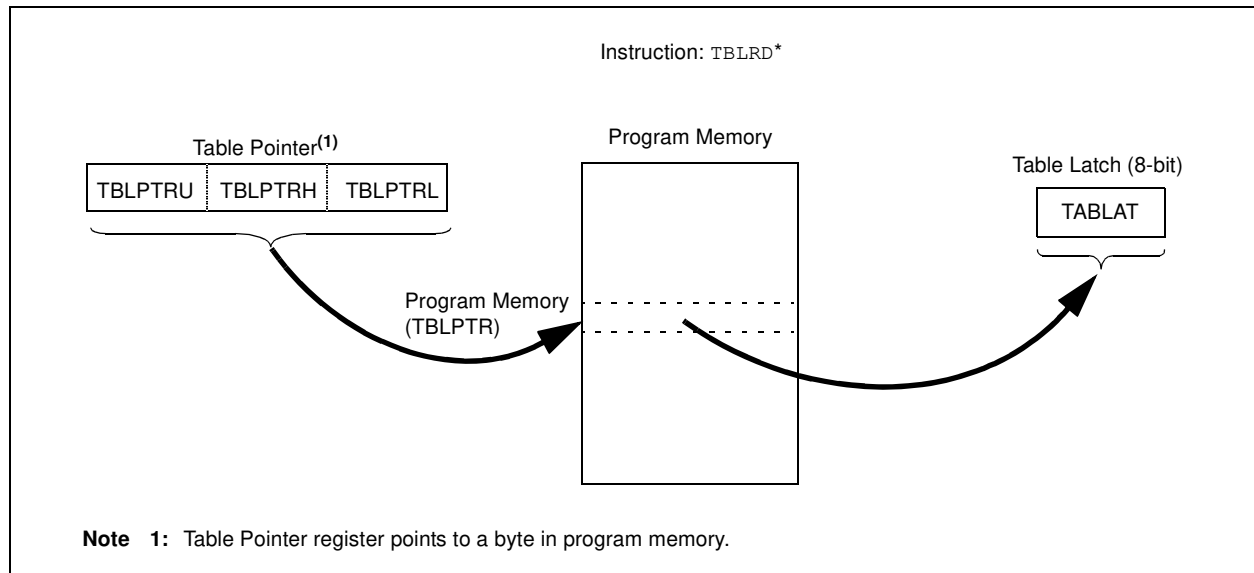 Instruction: TBLRD*
Table Pointer(1)
TBLPTRU TBLPTRH TBLPTRL
Program Memory
Table Latch (8-bit)
TABLAT
Program Memory
(TBLPTR)
Note 1: Table Pointer register points to a byte in program memory.